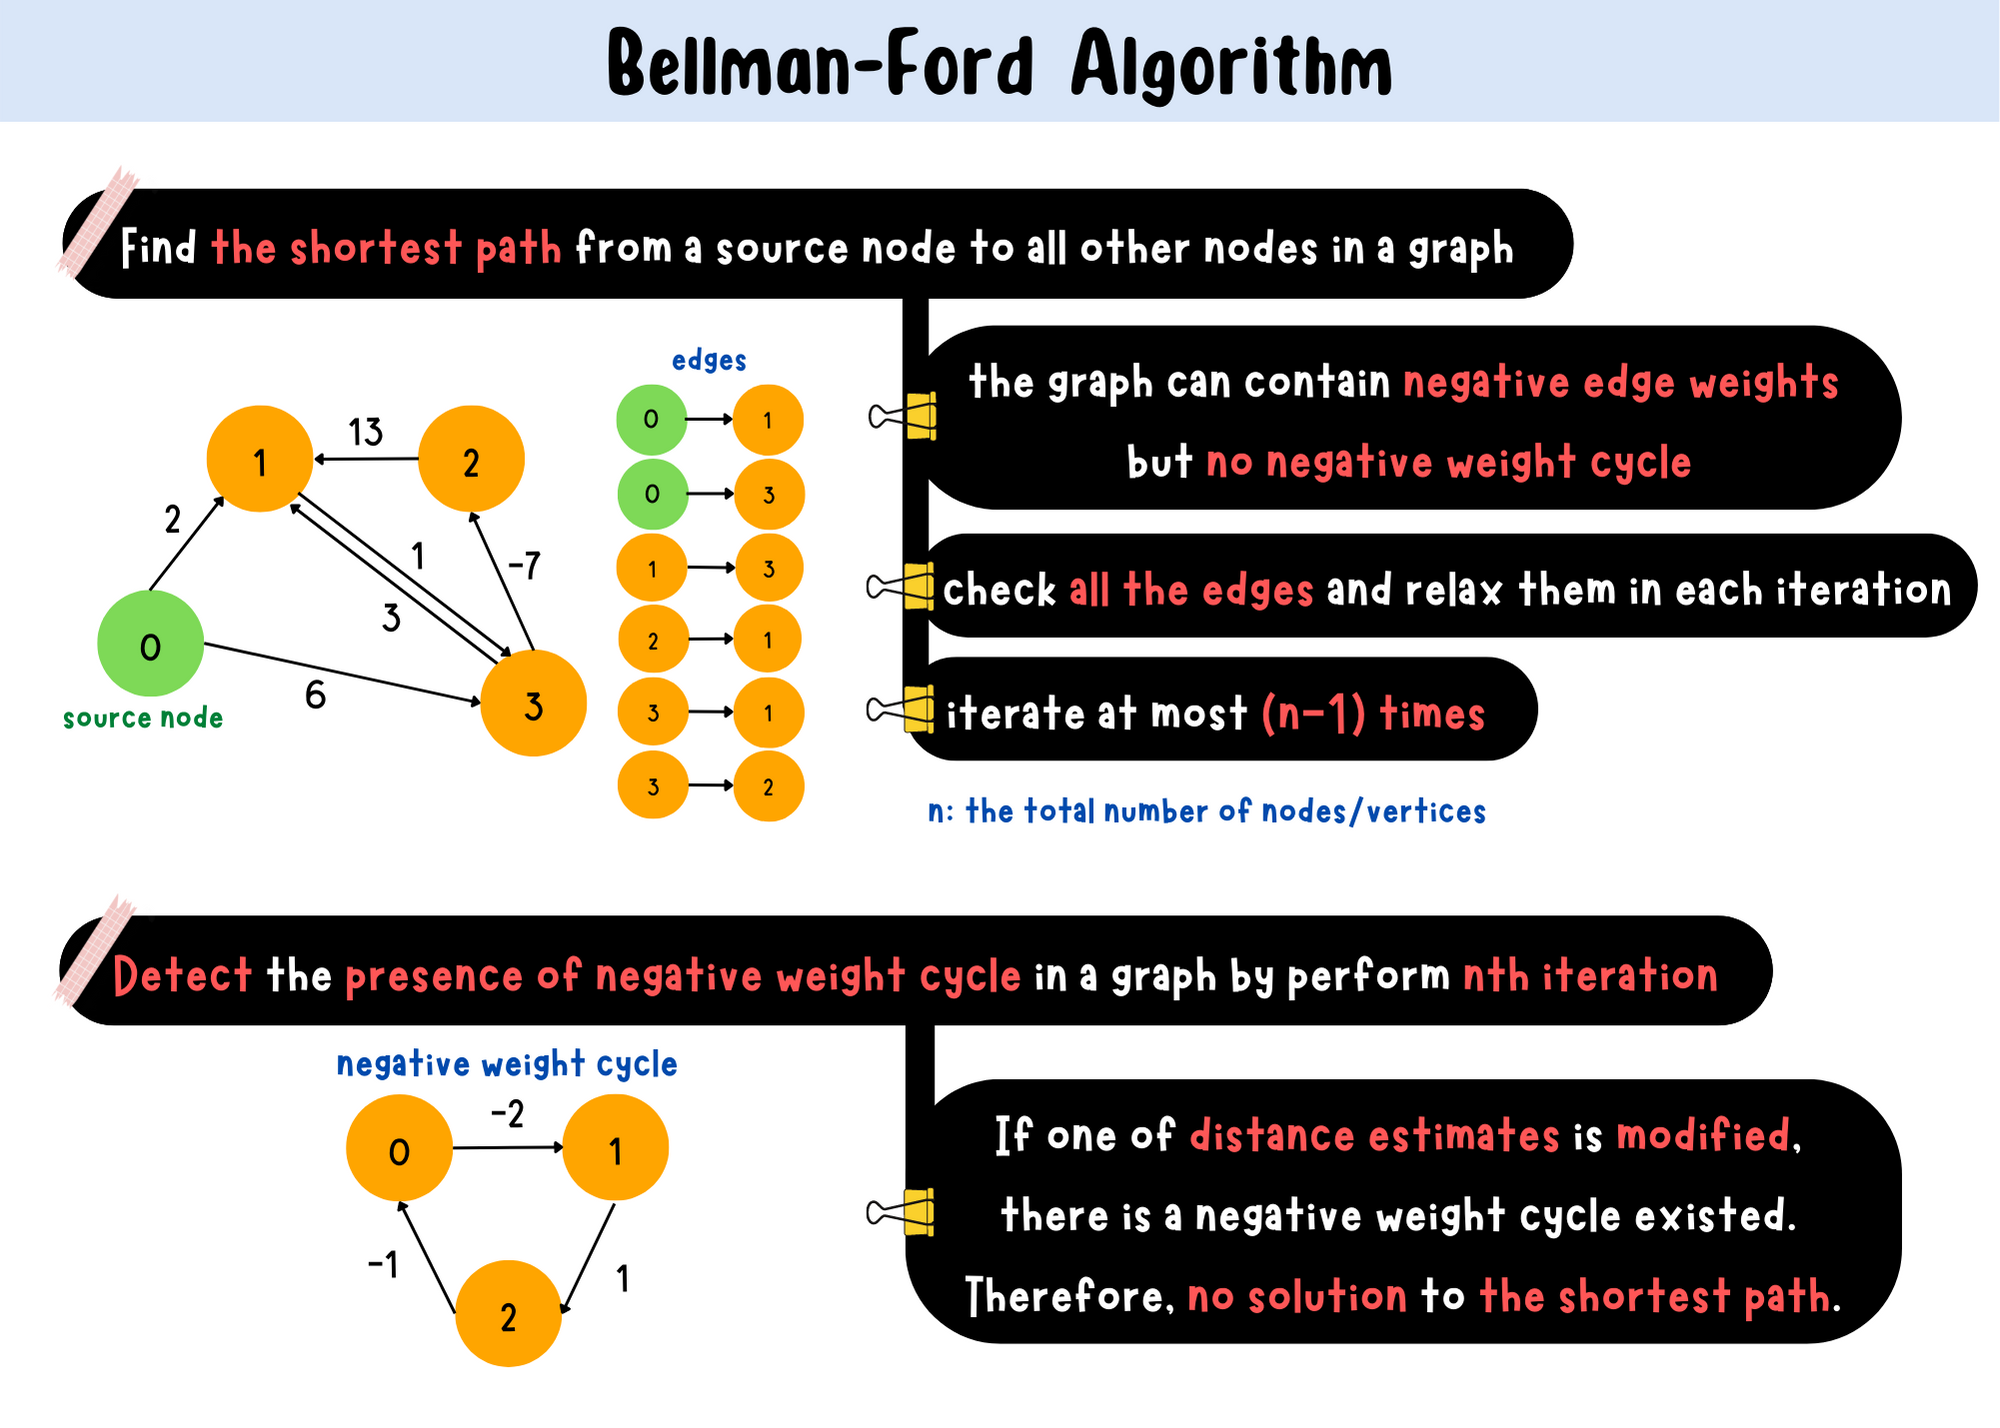 Bellman-Ford Algorithm
Find the shortest path from a source node to all other nodes in a graph
the graph can contain negative edge weights
but no negative weight cycle
check all the edges and relax them in each iteration
iterate at most (n-1) times
n: the total number of nodes/vertices
1
13
2
2
1
3
-7
0
6
3
source node
edges
0 1
0 3
1 3
2 1
3 1
3 2
Detect the presence of negative weight cycle in a graph by perform nth iteration
negative weight cycle
0
-2
1
-1
1
2
If one of distance estimates is modified,
there is a negative weight cycle existed.
Therefore, no solution to the shortest path.